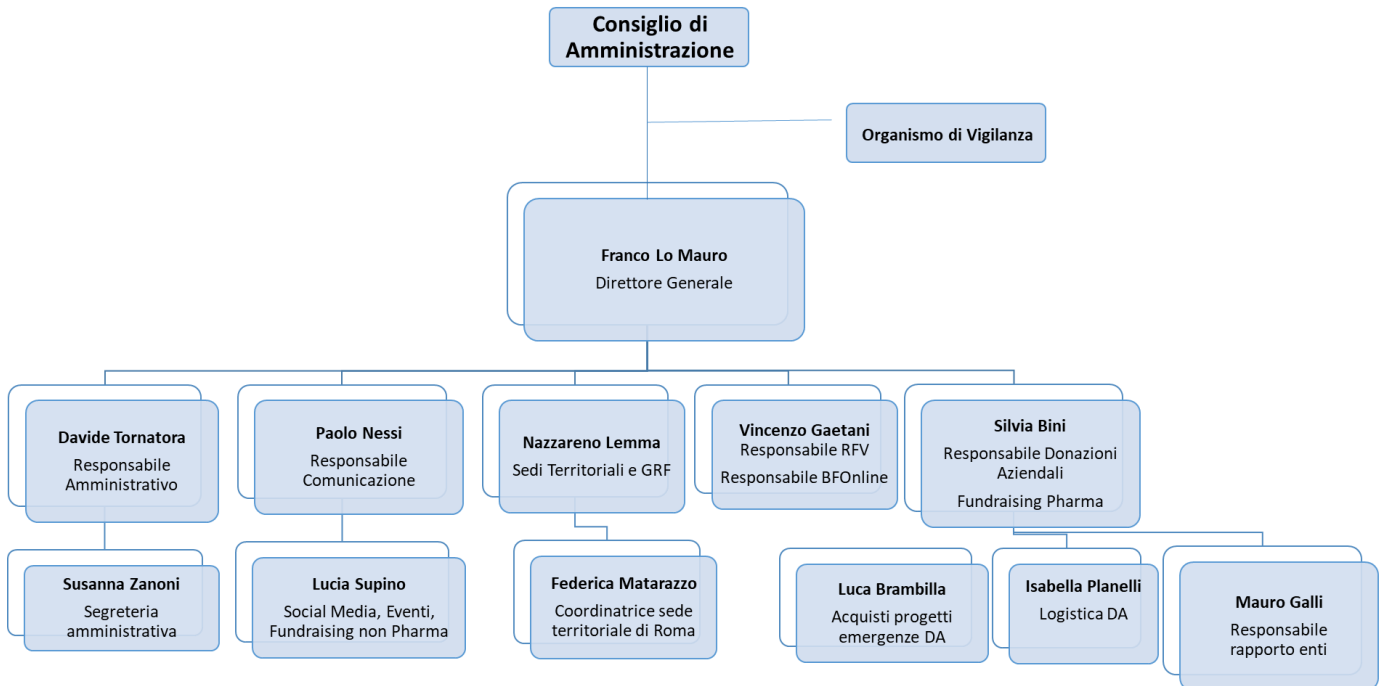 Consiglio di
Amministrazione
Organismo di Vigilanza
Franco Lo Mauro
Direttore Generale
Davide Tornatora
Responsabile
Amministrativo
Paolo Nessi
Responsabile
Comunicazione
Nazzareno Lemma
Sedi Territoriali e GRF
Vincenzo Gaetani
Responsabile RFV
Responsabile BFOnline
Silvia Bini
Responsabile Donazioni
Aziendali
Fundraising Pharma
Susanna Zanoni
Segreteria
amministrativa
Lucia Supino
Social Media, Eventi,
Fundraising non Pharma
Federica Matarazzo
Coordinatrice sede
territoriale di Roma
Luca Brambilla
Acquisti progetti
emergenze DA
Isabella Planelli
Logistica DA
Mauro Galli
Responsabile
rapporto enti